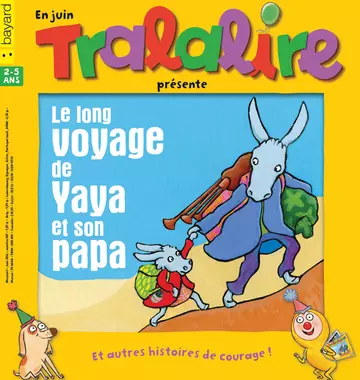 bayard
En juin
Tralalire
2-5
ANS
présente
Le long
voyage
de
Yaya
et son
papa
Et autres histoires de courage !